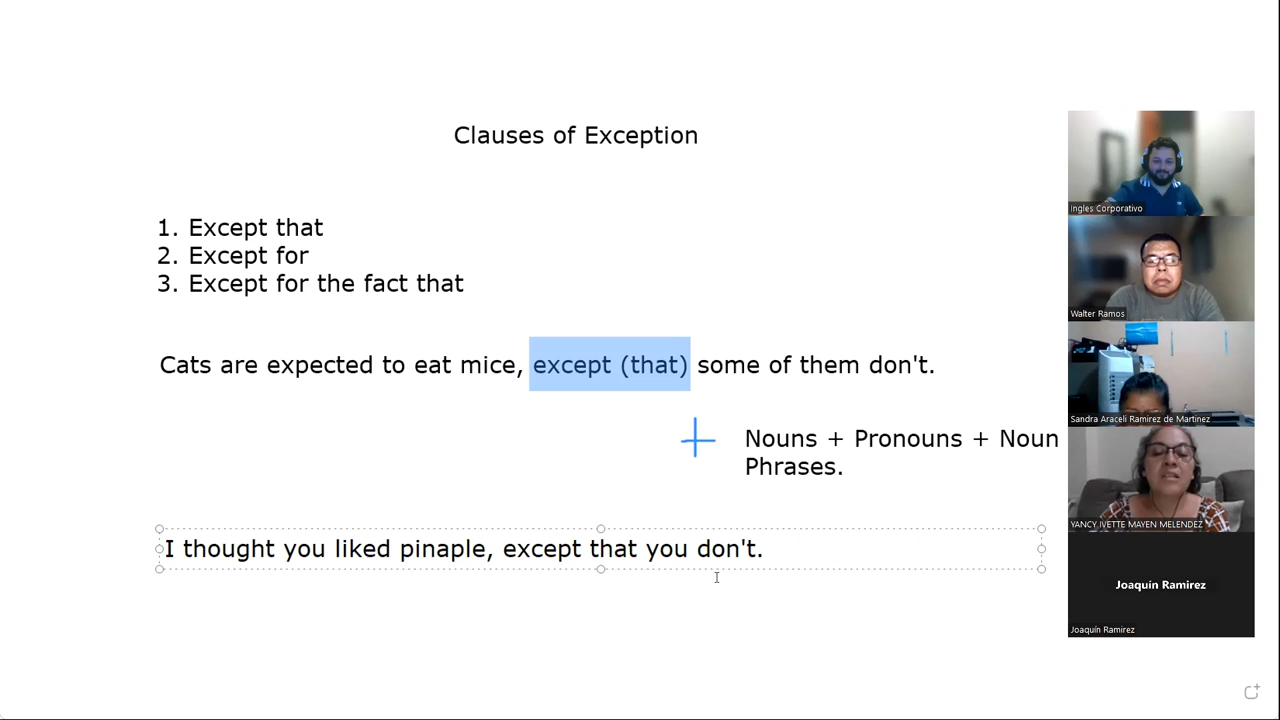 Clauses of Exception
1. Except that
2. Except for
3. Except for the fact that
Cats are expected to eat mice, except (that) some of them don't.
Nouns + Pronouns + Noun
Phrases.
I thought you liked pinaple, except that you don't.
Ingles Corporativo
Walter Ramos
Sandra Araceli Ramirez de Martinez
YANCY IVETTE MAYEN MELENDEZ
Joaquín Ramirez
Joaquín Ramirez